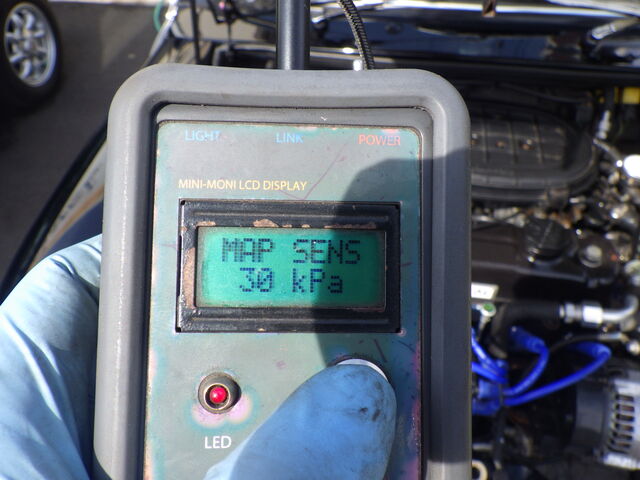 LIGHT LINK POWER
MINI-MONI LCD DISPLAY
MAP SENS
30 kPa
LED